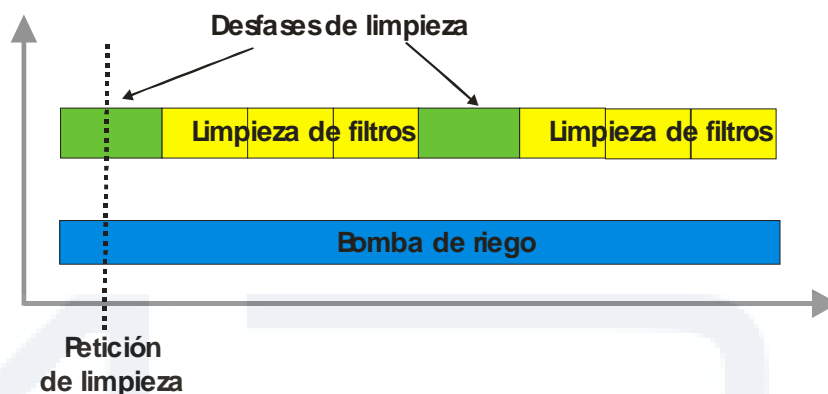 Desfases de limpieza
Limpieza de filtros
Limpieza de filtros
Bomba de riego
Petición
de limpieza